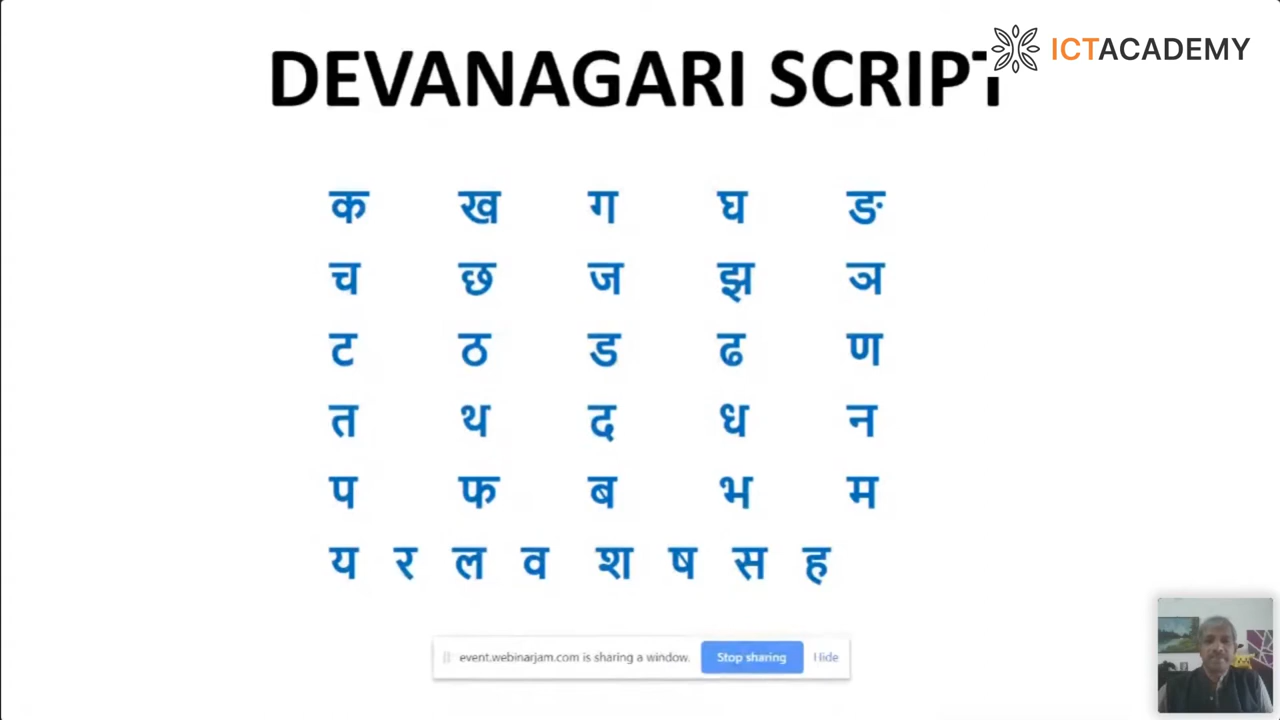 ICTACADEMY
DEVANAGARI SCRIPT
क ख ग घ ङ
च छ ज झ ञ
ट ठ ड ढ ण
त थ द ध न
प फ ब भ म
य र ल व श ष स ह
event.webinarjam.com is sharing a window. Stop sharing Hide